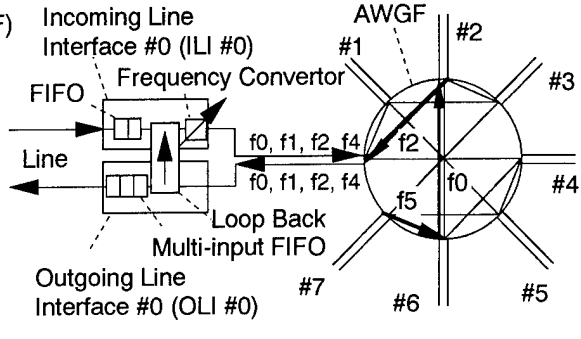 F)
Incoming Line
Interface #0 (ILI #0)
FIFO
Frequency Convertor
Line
f0, f1, f2, f4
f0, f1, f2, f4
Loop Back
Multi-input FIFO
Outgoing Line
Interface #0 (OLI #0)
AWGF
#1
#2
#3
#4
#5
#6
#7
f2
f0
f5